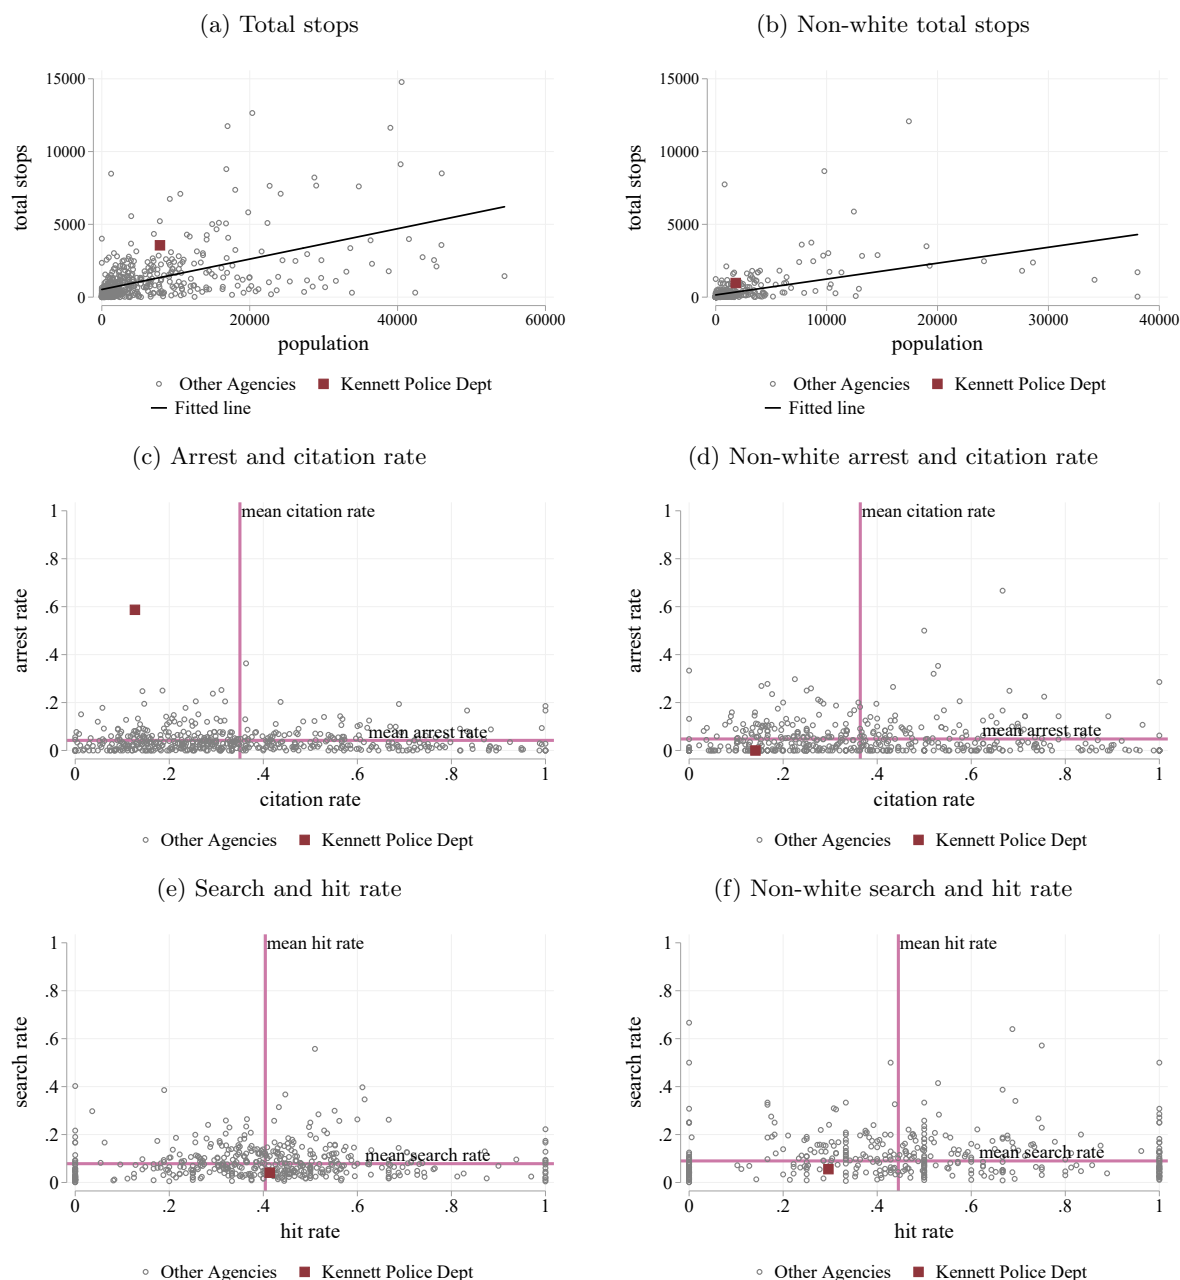 (a) Total stops
(b) Non-white total stops
total stops
15000
10000
5000
0
0
20000
40000
60000
population
Other Agencies
Kennett Police Dept
Fitted line
total stops
15000
10000
5000
0
0
10000
20000
30000
40000
population
Other Agencies
Kennett Police Dept
Fitted line
(c) Arrest and citation rate
(d) Non-white arrest and citation rate
arrest rate
1
.8
.6
.4
.2
0
mean citation rate
mean arrest rate
0
.2
.4
.6
.8
1
citation rate
Other Agencies
Kennett Police Dept
arrest rate
1
.8
.6
.4
.2
0
mean citation rate
mean arrest rate
0
.2
.4
.6
.8
1
citation rate
Other Agencies
Kennett Police Dept
(e) Search and hit rate
(f) Non-white search and hit rate
search rate
1
.8
.6
.4
.2
0
mean hit rate
mean search rate
0
.2
.4
.6
.8
1
hit rate
Other Agencies
Kennett Police Dept
search rate
1
.8
.6
.4
.2
0
mean hit rate
mean search rate
0
.2
.4
.6
.8
1
hit rate
Other Agencies
Kennett Police Dept